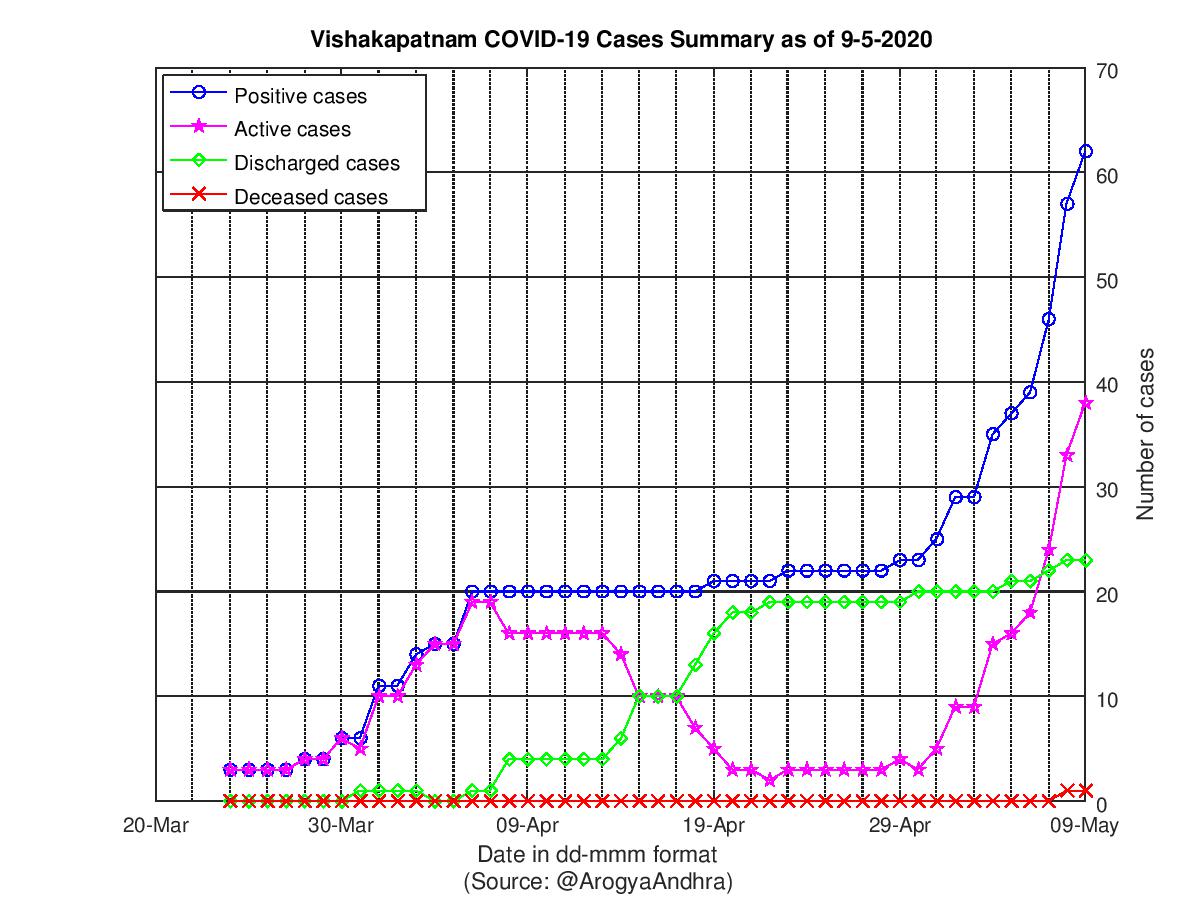 Vishakapatnam COVID-19 Cases Summary as of 9-5-2020
Positive cases
Active cases
Discharged cases
Deceased cases
70
60
50
40
30
20
10
0
Number of cases
20-Mar
30-Mar
09-Apr
19-Apr
29-Apr
09-May
Date in dd-mmm format
(Source: @ArogyaAndhra)